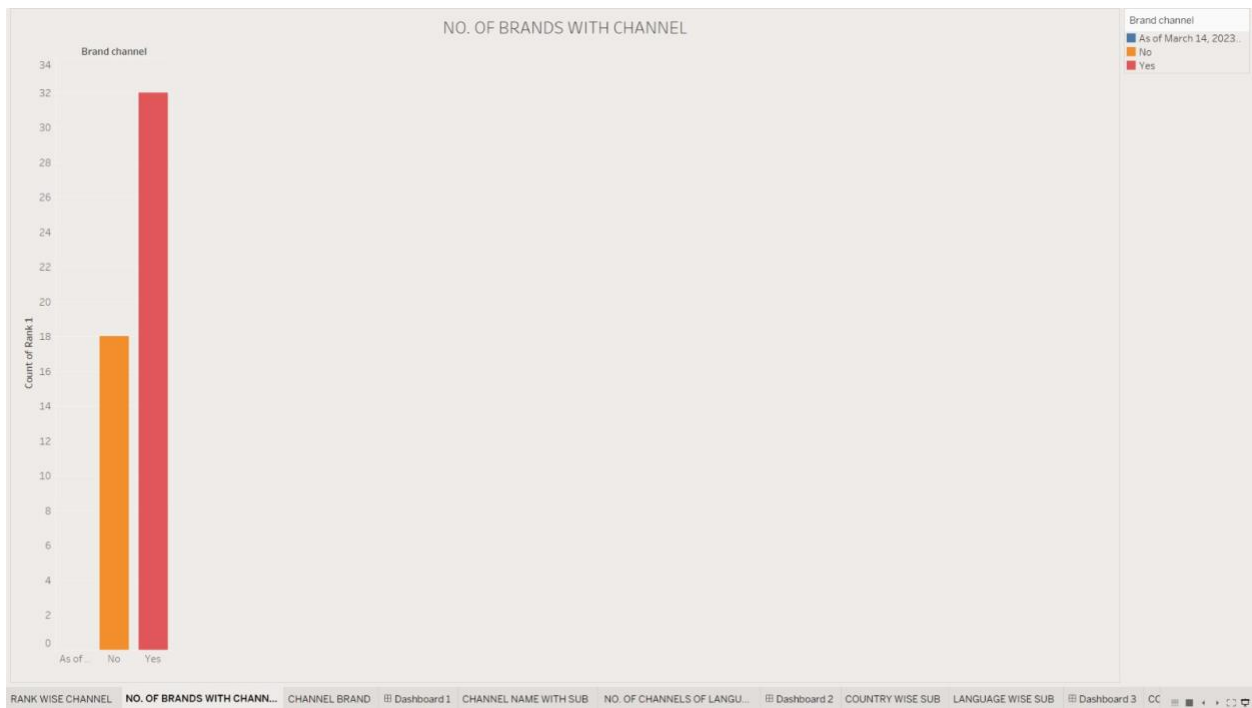 NO. OF BRANDS WITH CHANNEL
Brand channel
As of March 14, 2023..
No
Yes
Brand channel
34
32
30
28
26
24
22
20
18
16
14
12
10
8
6
4
2
0
Count of Rank 1
As of .. No Yes
RANK WISE CHANNEL NO. OF BRANDS WITH CHANN... CHANNEL BRAND Dashboard 1 CHANNEL NAME WITH SUB NO. OF CHANNELS OF LANGU... Dashboard 2 COUNTRY WISE SUB LANGUAGE WISE SUB Dashboard 3 CC